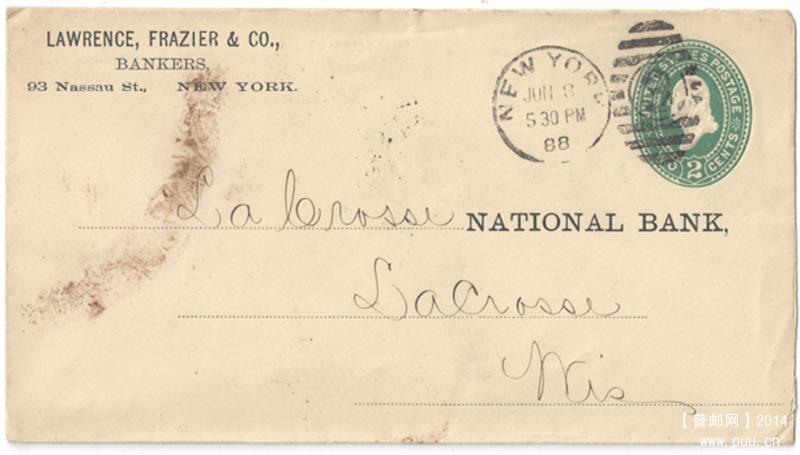 LAWRENCE, FRAZIER & CO.,
BANKERS,
93 Nassau St., NEW YORK.
NEW YORK
JUN 8
5 30 PM
88
UNITED STATES POSTAGE
2 CENTS
La Crosse NATIONAL BANK,
LaCrosse
Wis
【普邮网】2014
www.puu.cn